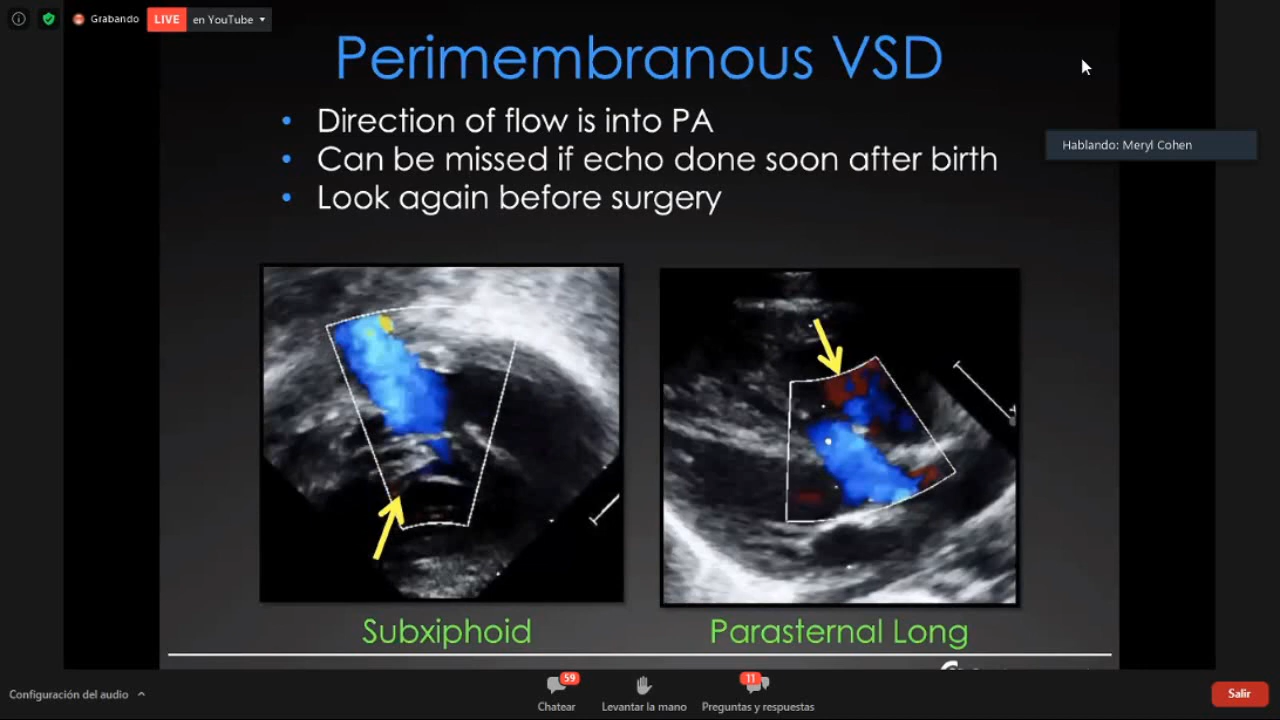 Grabando
LIVE
en YouTube
Perimembranous VSD
• Direction of flow is into PA
• Can be missed if echo done soon after birth
• Look again before surgery
Hablando: Meryl Cohen
Subxiphoid
Parasternal Long
Configuración del audio
59
Chatear
Levantar la mano
11
Preguntas y respuestas
Salir